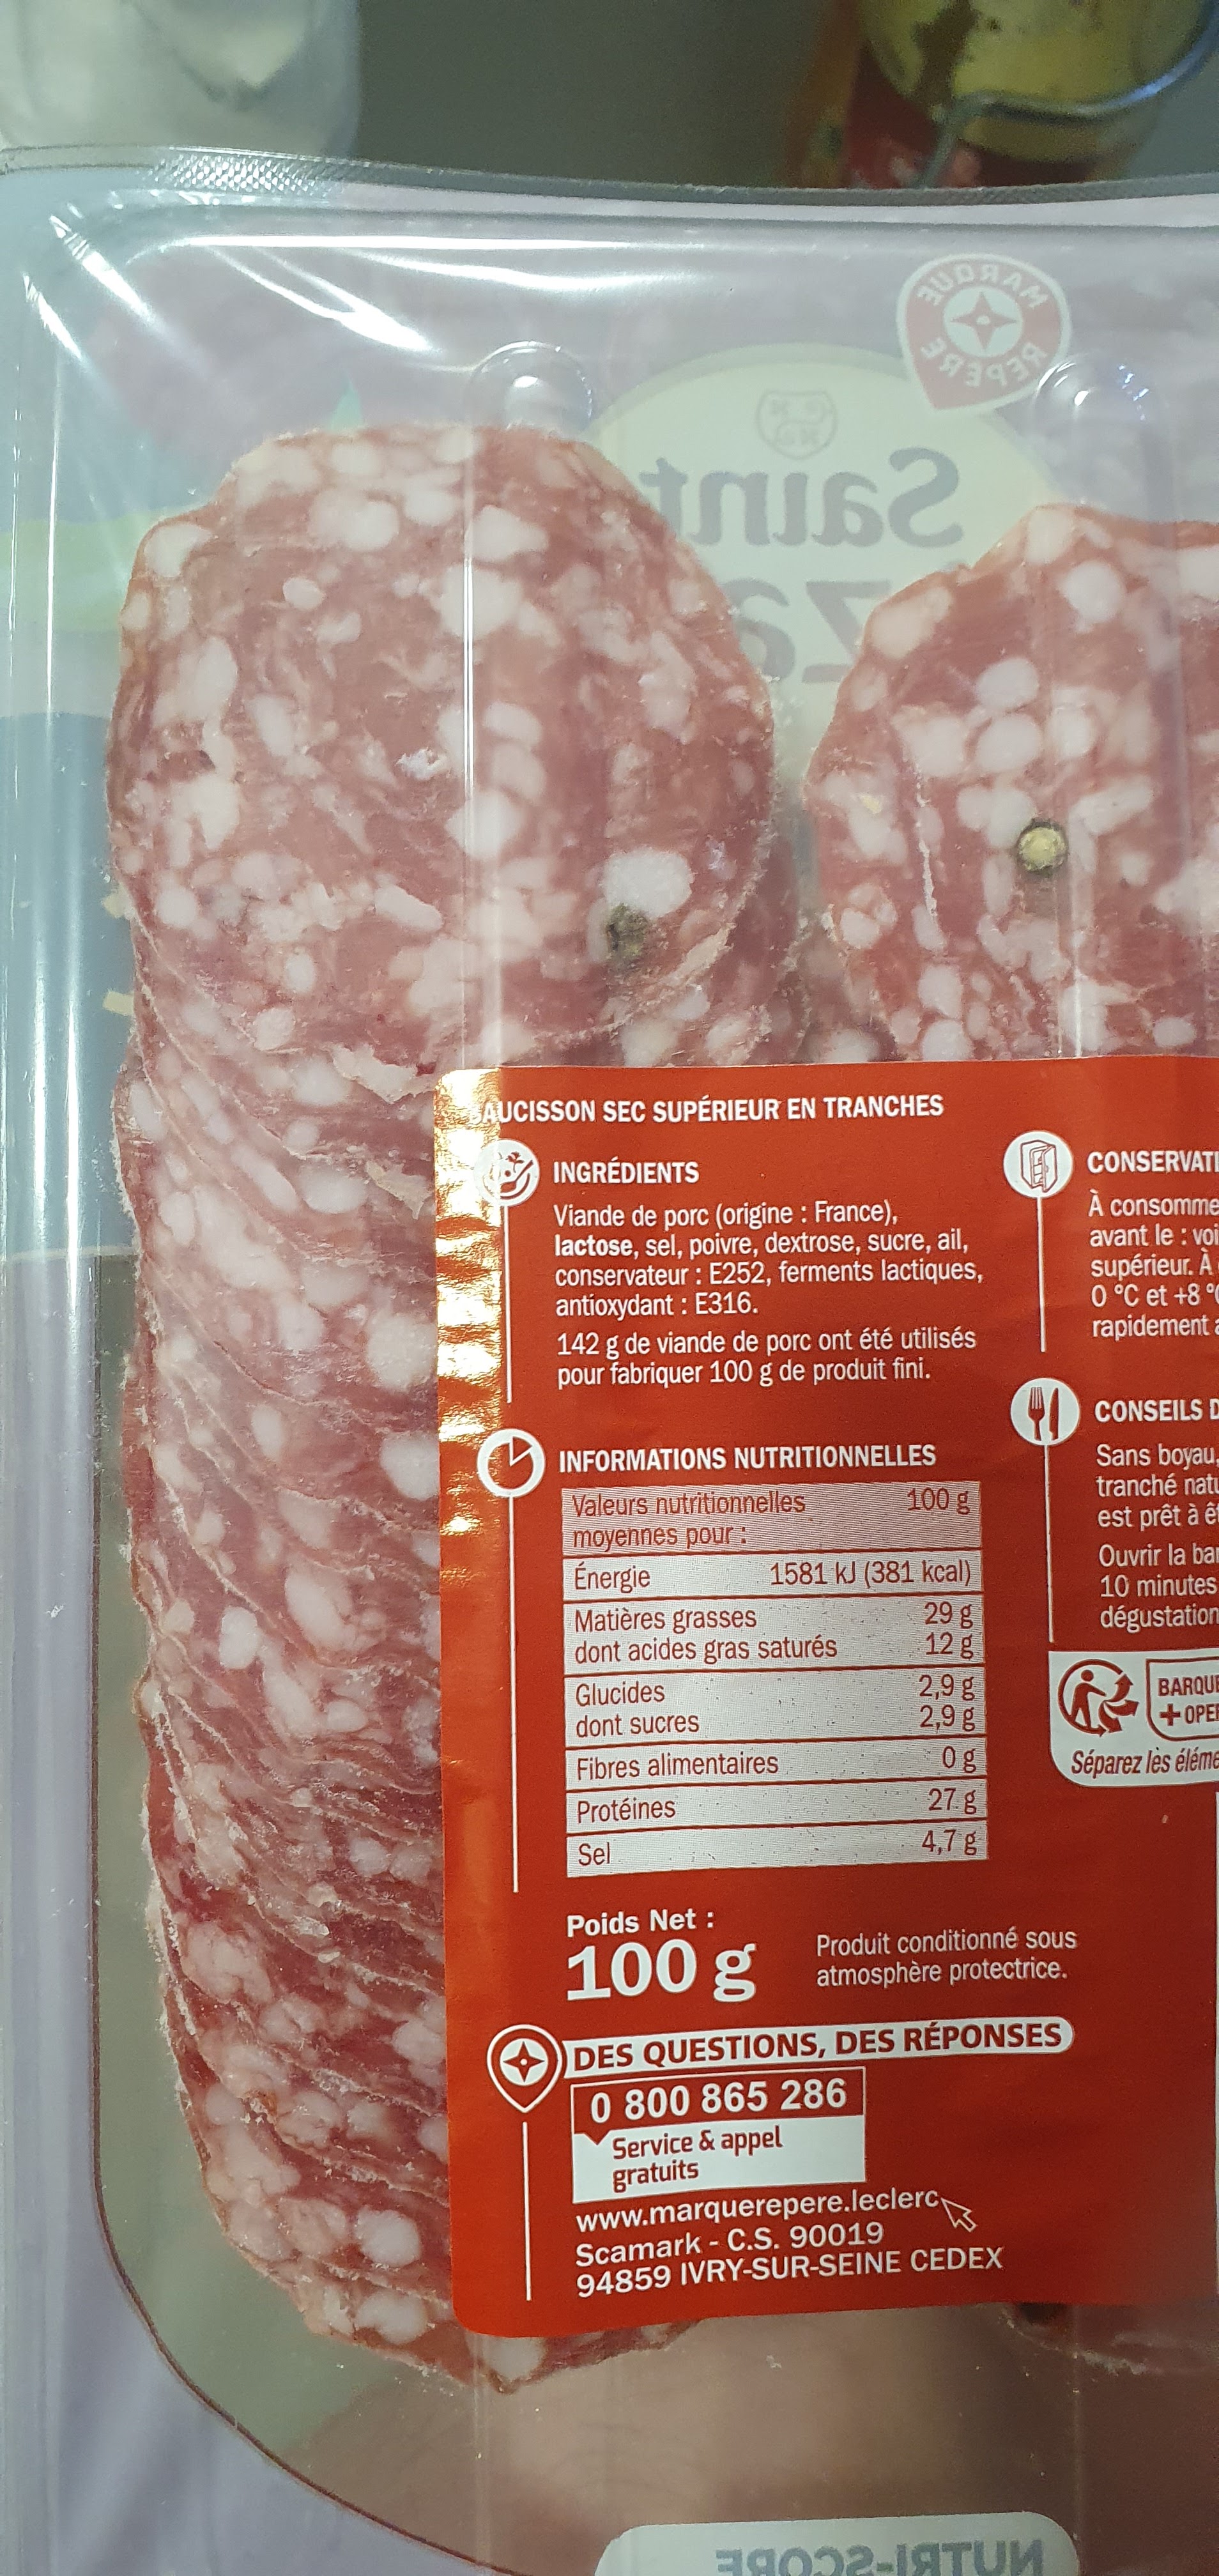 MARQUE
REPÈRE
Saint
SAUCISSON SEC SUPÉRIEUR EN TRANCHES
INGRÉDIENTS
Viande de porc (origine : France),
lactose, sel, poivre, dextrose, sucre, ail,
conservateur : E252, ferments lactiques,
antioxydant : E316.
142 g de viande de porc ont été utilisés
pour fabriquer 100 g de produit fini.
INFORMATIONS NUTRITIONNELLES
Valeurs nutritionnelles 100 g
moyennes pour :
Énergie 1581 kJ (381 kcal)
Matières grasses 29 g
dont acides gras saturés 12 g
Glucides 2,9 g
dont sucres 2,9 g
Fibres alimentaires 0 g
Protéines 27 g
Sel 4,7 g
Poids Net :
100 g
Produit conditionné sous
atmosphère protectrice.
DES QUESTIONS, DES RÉPONSES
0 800 865 286
Service & appel
gratuits
www.marquerepere.leclerc
Scamark - C.S. 90019
94859 IVRY-SUR-SEINE CEDEX
CONSERVATI
À consomme
avant le : voi
supérieur. À
0 °C et +8 °C
rapidement a
CONSEILS D
Sans boyau,
tranché natu
est prêt à êt
Ouvrir la bar
10 minutes
dégustation
BARQUE
+ OPER
Séparez les éléme
NUTRI-SCORE